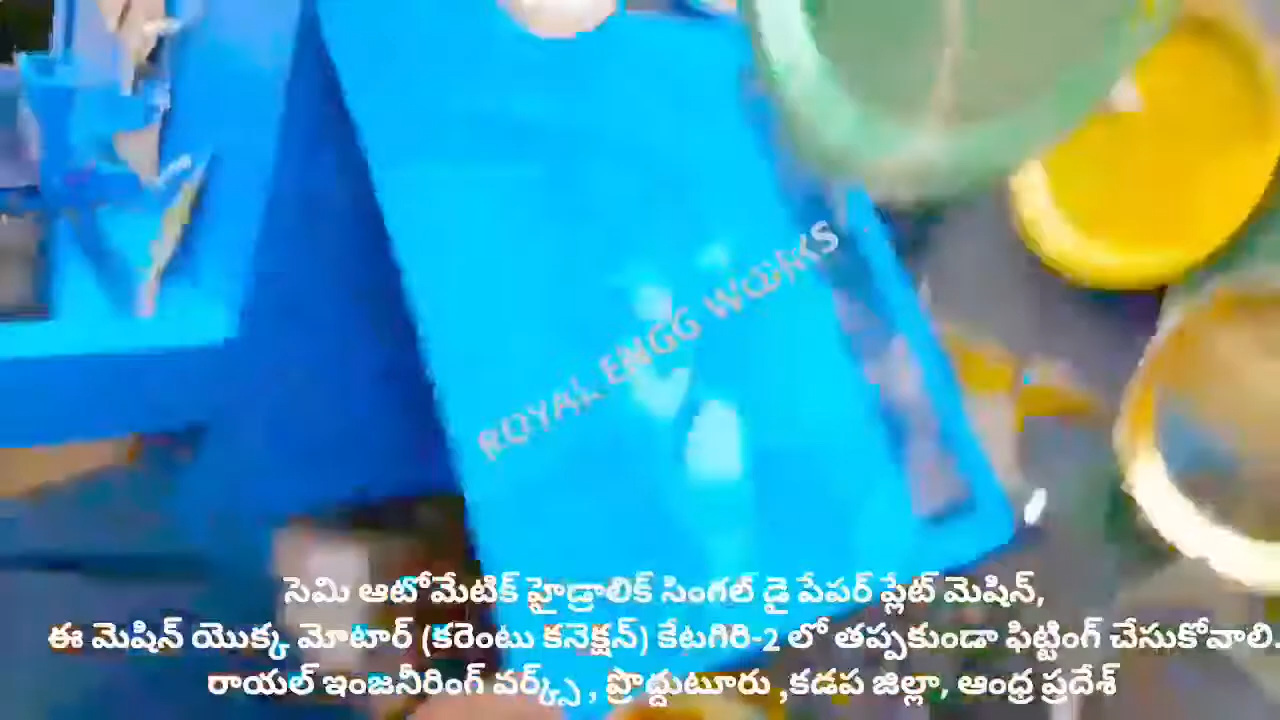 ROYAL ENGG WORKS
సెమి ఆటోమేటిక్ హైడ్రాలిక్ సింగల్ డై పేపర్ ప్లేట్ మెషిన్,
ఈ మెషిన్ యొక్క మోటార్ (కరెంటు కనెక్షన్) కేటగిరి-2 లో తప్పకుండా ఫిట్టింగ్ చేసుకోవాలి.
రాయల్ ఇంజనీరింగ్ వర్క్స్ , ప్రొద్దుటూరు ,కడప జిల్లా, ఆంధ్ర ప్రదేశ్